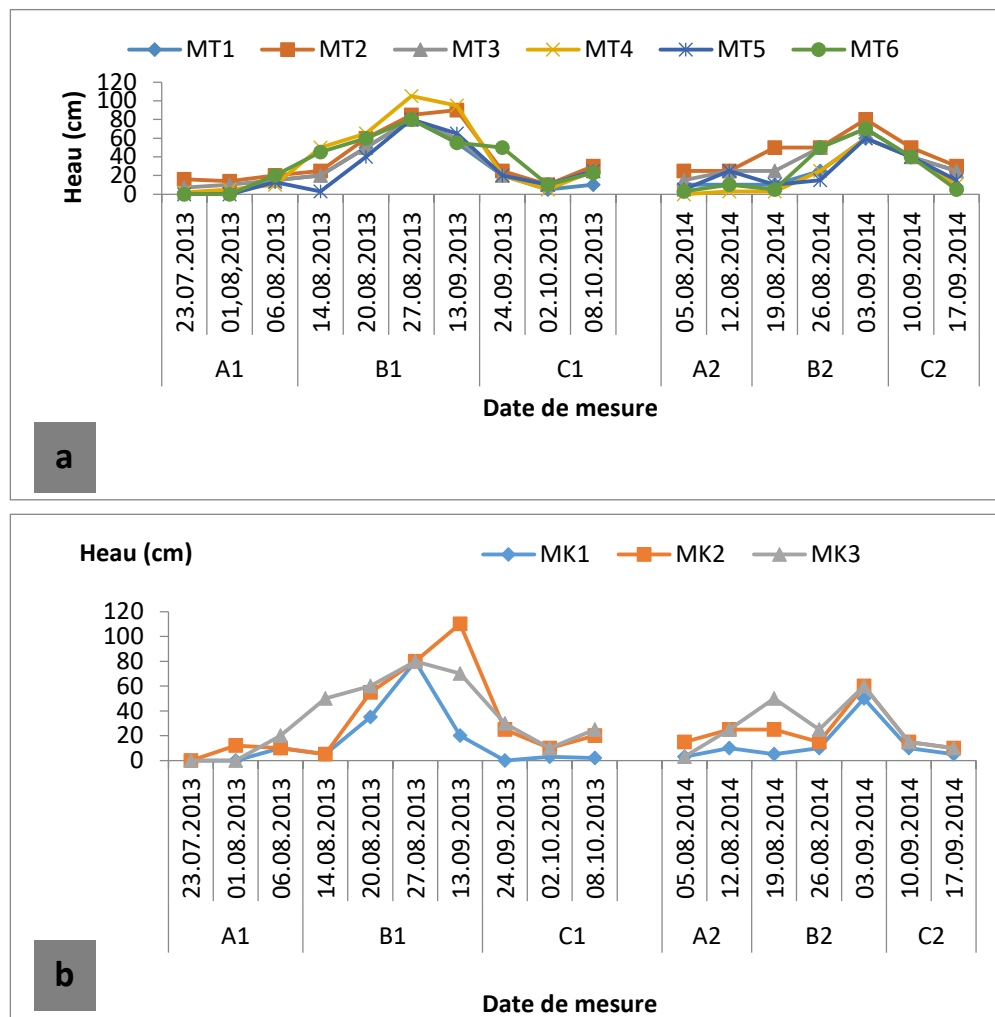 MT1 MT2 MT3 MT4 MT5 MT6
Heau (cm)
120
100
80
60
40
20
0
23.07.2013 01,08,2013 06.08.2013 14.08.2013 20.08.2013 27.08.2013 13.09.2013 24.09.2013 02.10.2013 08.10.2013 05.08.2014 12.08.2014 19.08.2014 26.08.2014 03.09.2014 10.09.2014 17.09.2014
A1 B1 C1 A2 B2 C2
Date de mesure
a
Heau (cm) MK1 MK2 MK3
120
100
80
60
40
20
0
23.07.2013 01.08.2013 06.08.2013 14.08.2013 20.08.2013 27.08.2013 13.09.2013 24.09.2013 02.10.2013 08.10.2013 05.08.2014 12.08.2014 19.08.2014 26.08.2014 03.09.2014 10.09.2014 17.09.2014
A1 B1 C1 A2 B2 C2
Date de mesure
b